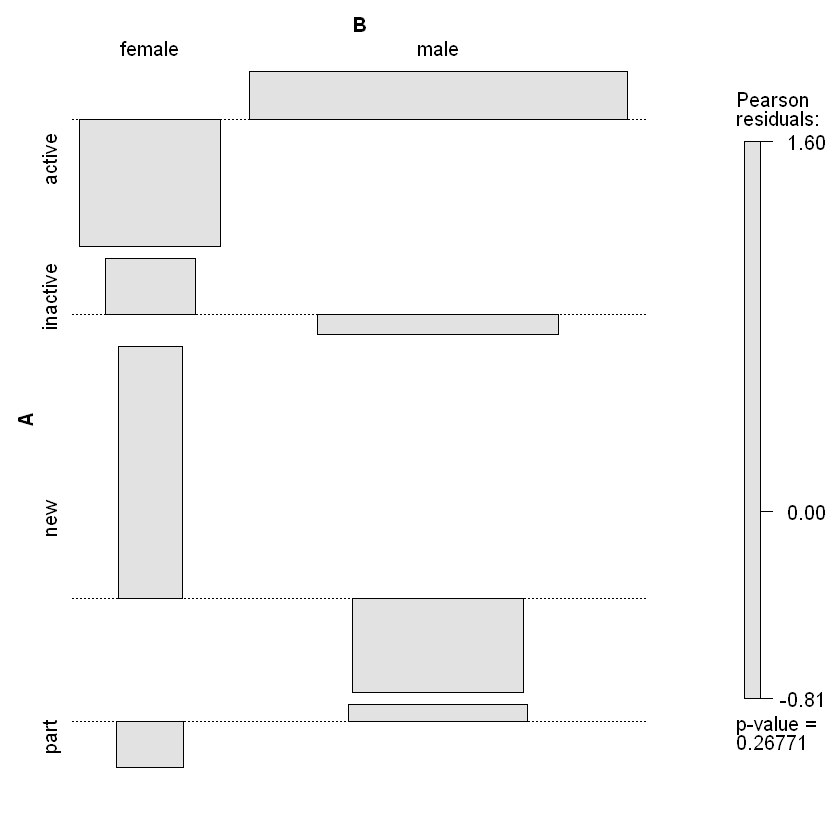 B
female
male
active
inactive
A
new
part
Pearson
residuals:
1.60
0.00
-0.81
p-value =
0.26771